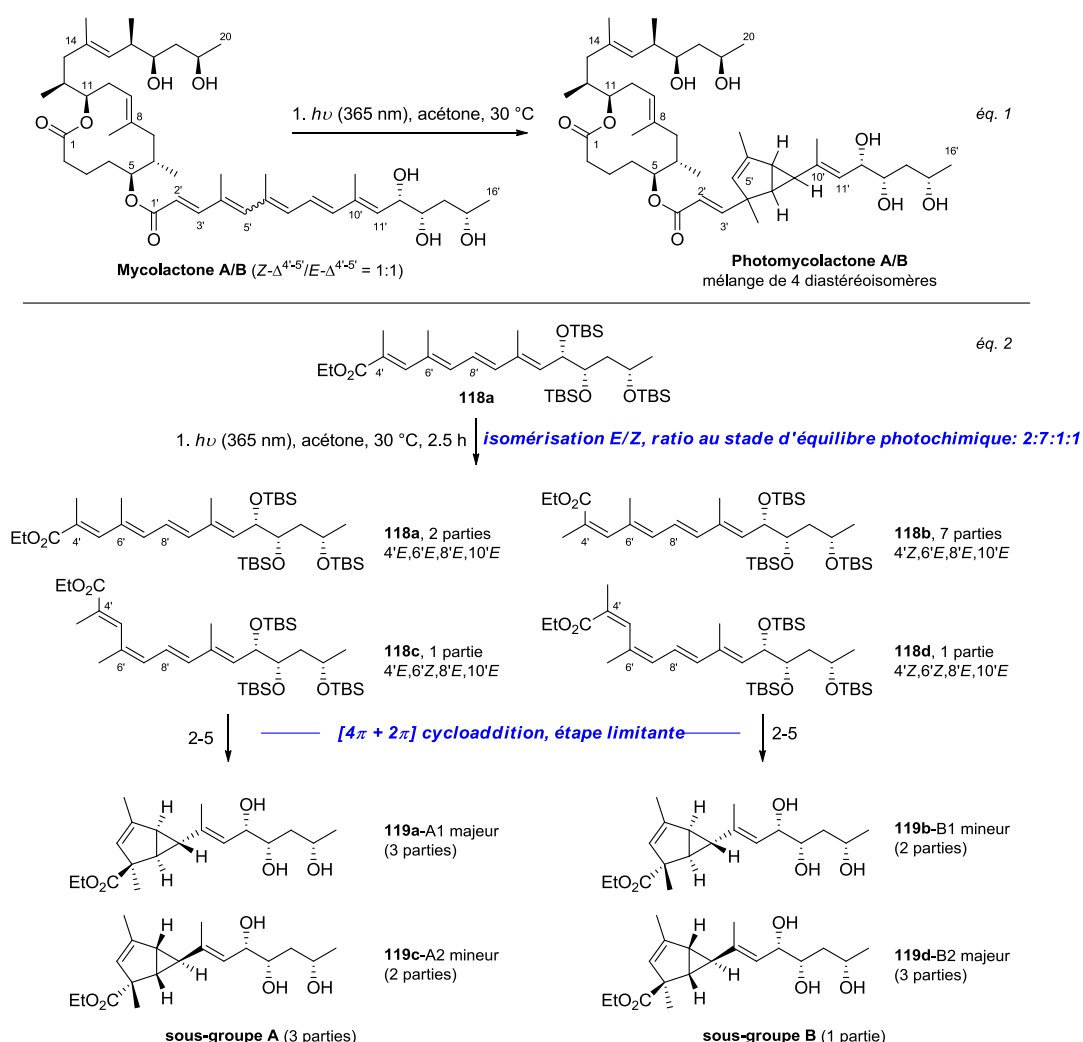 14
20
OH
OH
11
8
O
O
1
5
O
1. hυ (365 nm), acétone, 30 °C
éq. 1
14
20
OH
OH
11
8
O
O
1
5
O
H
5'
H
H
10'
11'
OH
16'
OH
OH
2'
1'
3'
O
OH
16'
2'
1'
3'
5'
10'
11'
OH
OH
O
Mycolactone A/B (Z-Δ4'-5'/E-Δ4'-5' = 1:1)
Photomycolactone A/B
mélange de 4 diastéréoisomères
éq. 2
OTBS
EtO2C
4'
6'
8'
TBSO
OTBS
118a
1. hυ (365 nm), acétone, 30 °C, 2.5 h
isomérisation E/Z, ratio au stade d'équilibre photochimique: 2:7:1:1
OTBS
EtO2C
4'
6'
8'
TBSO
OTBS
118a, 2 parties
4'E,6'E,8'E,10'E
EtO2C
OTBS
4'
6'
8'
TBSO
OTBS
118b, 7 parties
4'Z,6'E,8'E,10'E
EtO2C
4'
OTBS
6'
8'
TBSO
OTBS
118c, 1 partie
4'E,6'Z,8'E,10'E
4'
EtO2C
OTBS
6'
8'
TBSO
OTBS
118d, 1 partie
4'Z,6'Z,8'E,10'E
2-5
[4π + 2π] cycloaddition, étape limitante
2-5
H
OH
H
H
OH
OH
EtO2C
119a-A1 majeur
(3 parties)
H
OH
H
H
OH
OH
EtO2C
119b-B1 mineur
(2 parties)
H
OH
H
H
OH
OH
EtO2C
119c-A2 mineur
(2 parties)
H
OH
H
H
OH
OH
EtO2C
119d-B2 majeur
(3 parties)
sous-groupe A (3 parties)
sous-groupe B (1 partie)